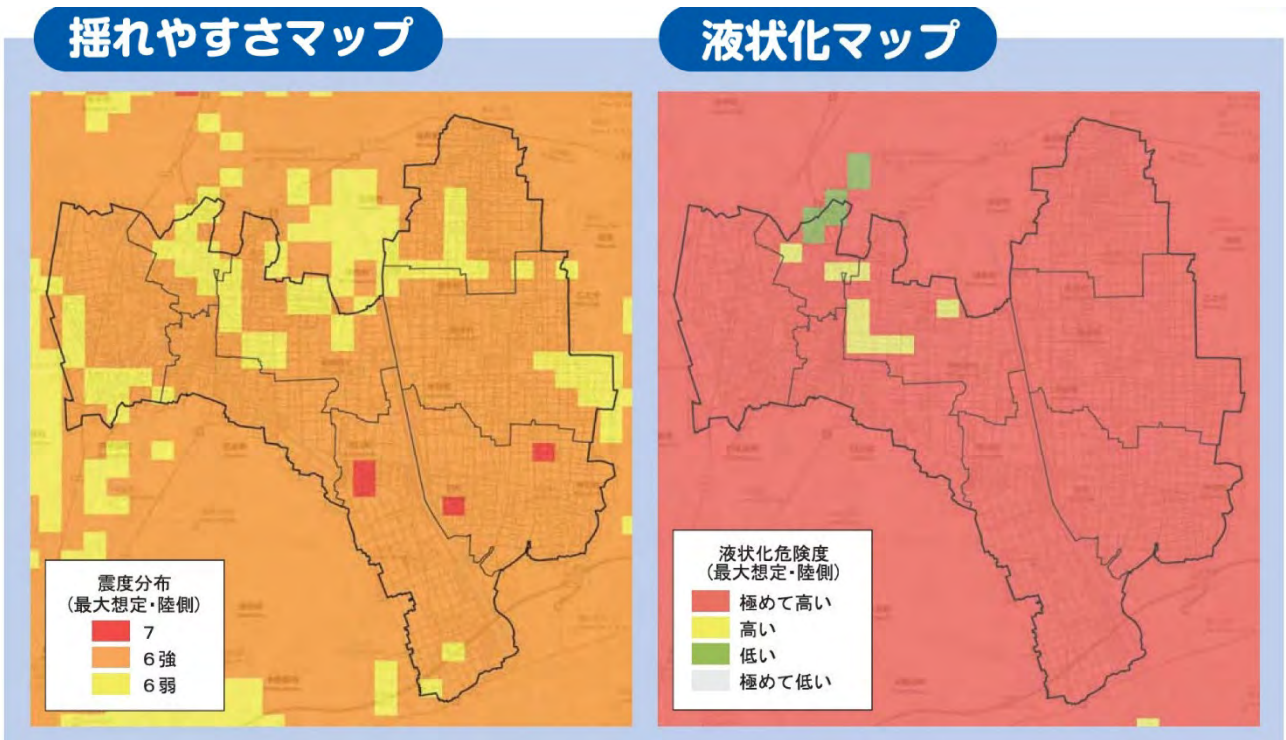 揺れやすさマップ
液状化マップ
震度分布
(最大想定・陸側)
7
6強
6弱
液状化危険度
(最大想定・陸側)
極めて高い
高い
低い
極めて低い